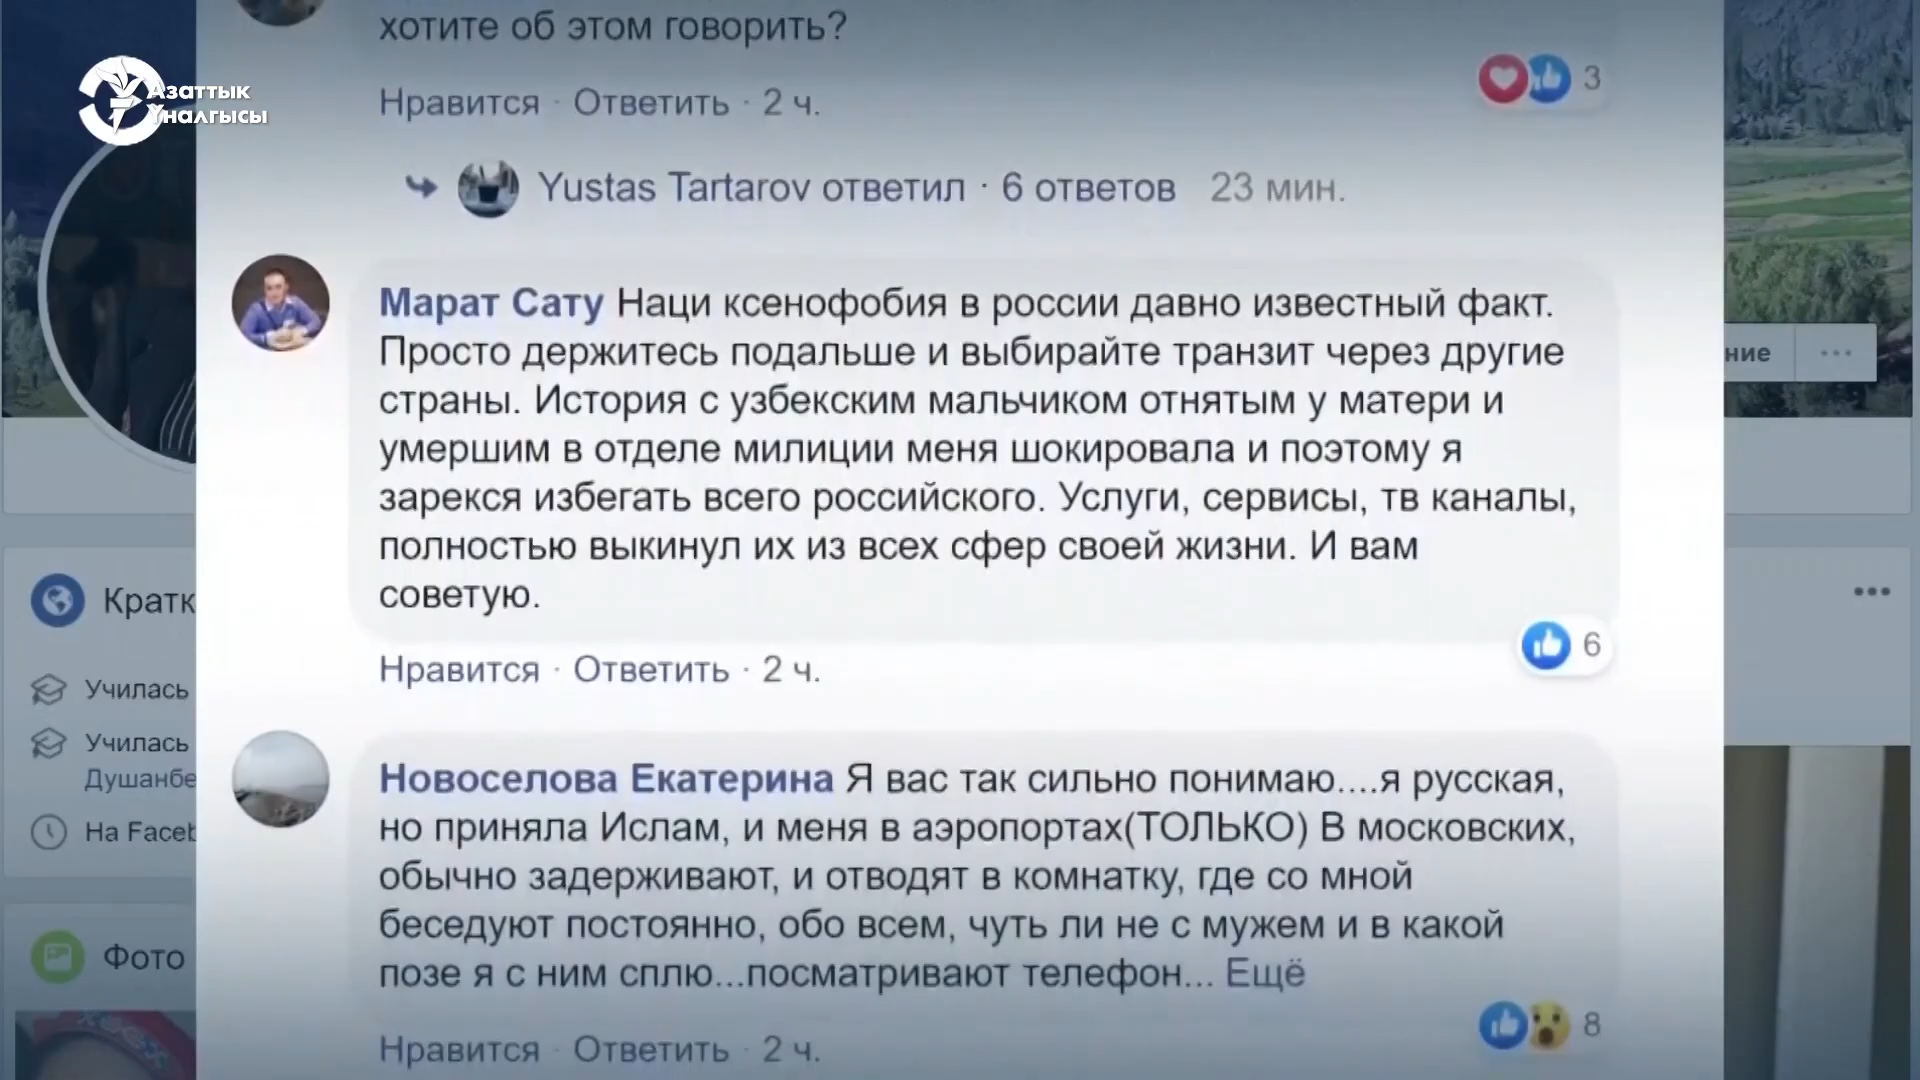 хотите об этом говорить?
Азаттык
Үналгысы
3
Нравится · Ответить · 2 ч.
Yustas Tartarov ответил · 6 ответов 23 мин.
Марат Сату Наци ксенофобия в россии давно известный факт.
Просто держитесь подальше и выбирайте транзит через другие
страны. История с узбекским мальчиком отнятым у матери и
умершим в отделе милиции меня шокировала и поэтому я
зарекся избегать всего российского. Услуги, сервисы, тв каналы,
полностью выкинул их из всех сфер своей жизни. И вам
советую.
6
Нравится · Ответить · 2 ч.
Новоселова Екатерина Я вас так сильно понимаю....я русская,
но приняла Ислам, и меня в аэропортах(ТОЛЬКО) В московских,
обычно задерживают, и отводят в комнатку, где со мной
беседуют постоянно, обо всем, чуть ли не с мужем и в какой
позе я с ним сплю...посматривают телефон... Ещё
8
Нравится · Ответить · 2 ч.
ние
Кратк
Училась
Училась
Душанбе
На Faceb
Фото